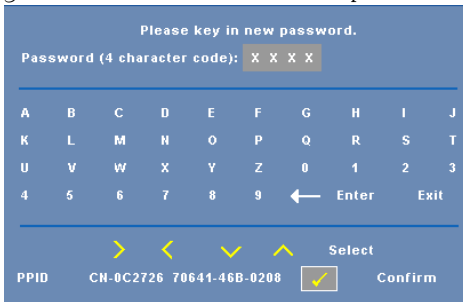 Please key in new password.
Password (4 character code): X X X X
A B C D E F G H I J
K L M N O P Q R S T
U V W X Y Z 0 1 2 3
4 5 6 7 8 9 Enter Exit
Select
PPID CN-0C2726 70641-46B-0208 Confirm